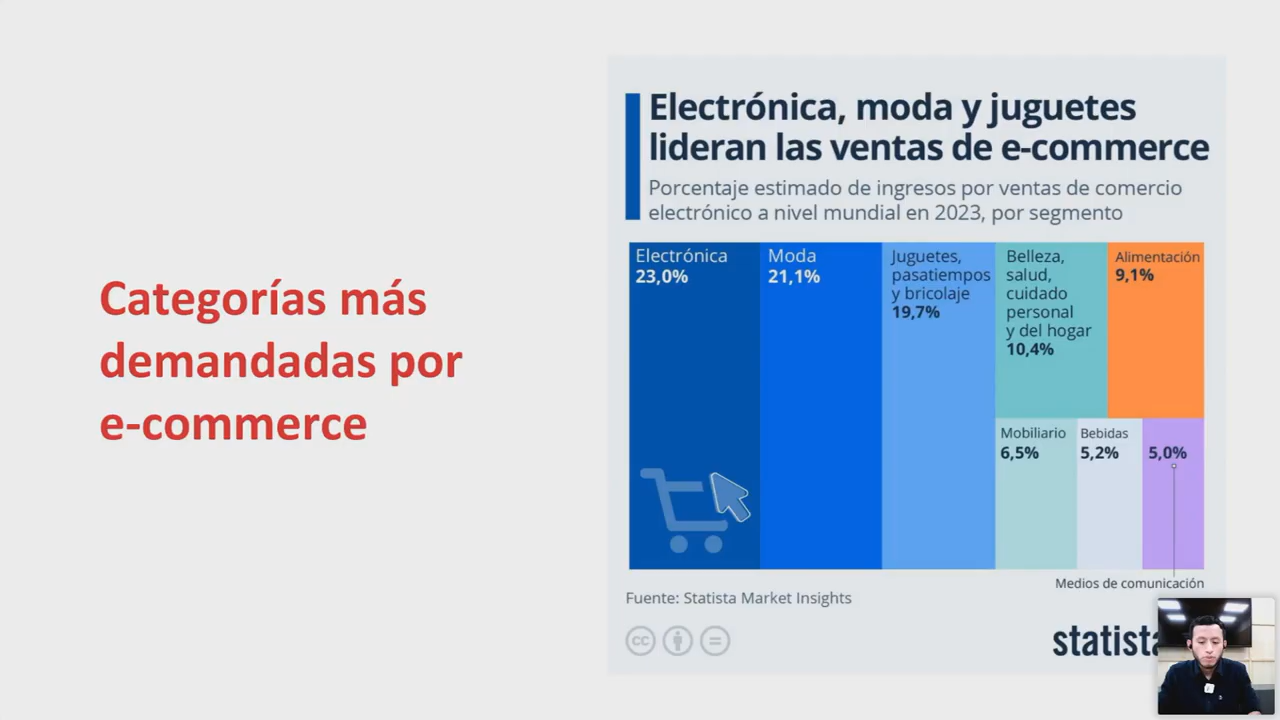 Categorías más
demandadas por
e-commerce
Electrónica, moda y juguetes
lideran las ventas de e-commerce
Porcentaje estimado de ingresos por ventas de comercio
electrónico a nivel mundial en 2023, por segmento
Electrónica
23,0%
Moda
21,1%
Juguetes,
pasatiempos
y bricolaje
19,7%
Belleza,
salud,
cuidado
personal
y del hogar
10,4%
Alimentación
9,1%
Mobiliario
6,5%
Bebidas
5,2%
5,0%
Medios de comunicación
Fuente: Statista Market Insights
cc
statista